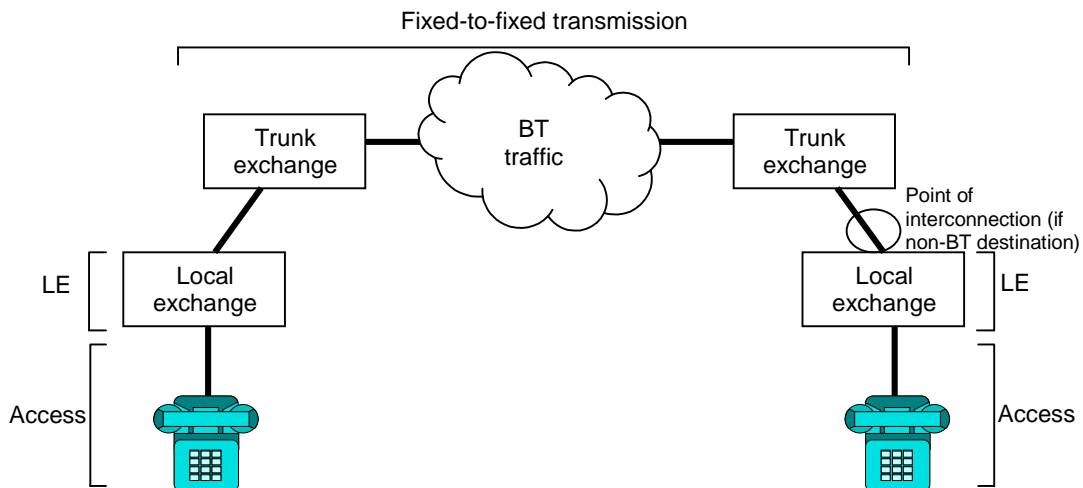 Fixed-to-fixed transmission
BT
traffic
Trunk
exchange
Trunk
exchange
Point of
interconnection (if
non-BT destination)
LE
Local
exchange
Local
exchange
LE
Access
Access